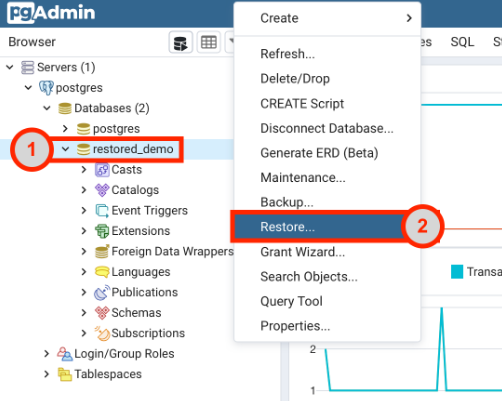 pgAdmin
Browser
Servers (1)
postgres
Databases (2)
postgres
1
restored_demo
Casts
Catalogs
Event Triggers
Extensions
Foreign Data Wrappers
Languages
Publications
Schemas
Subscriptions
Login/Group Roles
Tablespaces
Create
Refresh...
Delete/Drop
CREATE Script
Disconnect Database...
Generate ERD (Beta)
Maintenance...
Backup...
Restore...
2
Grant Wizard...
Search Objects...
Query Tool
Properties...
es
SQL
S
Transa
2
1